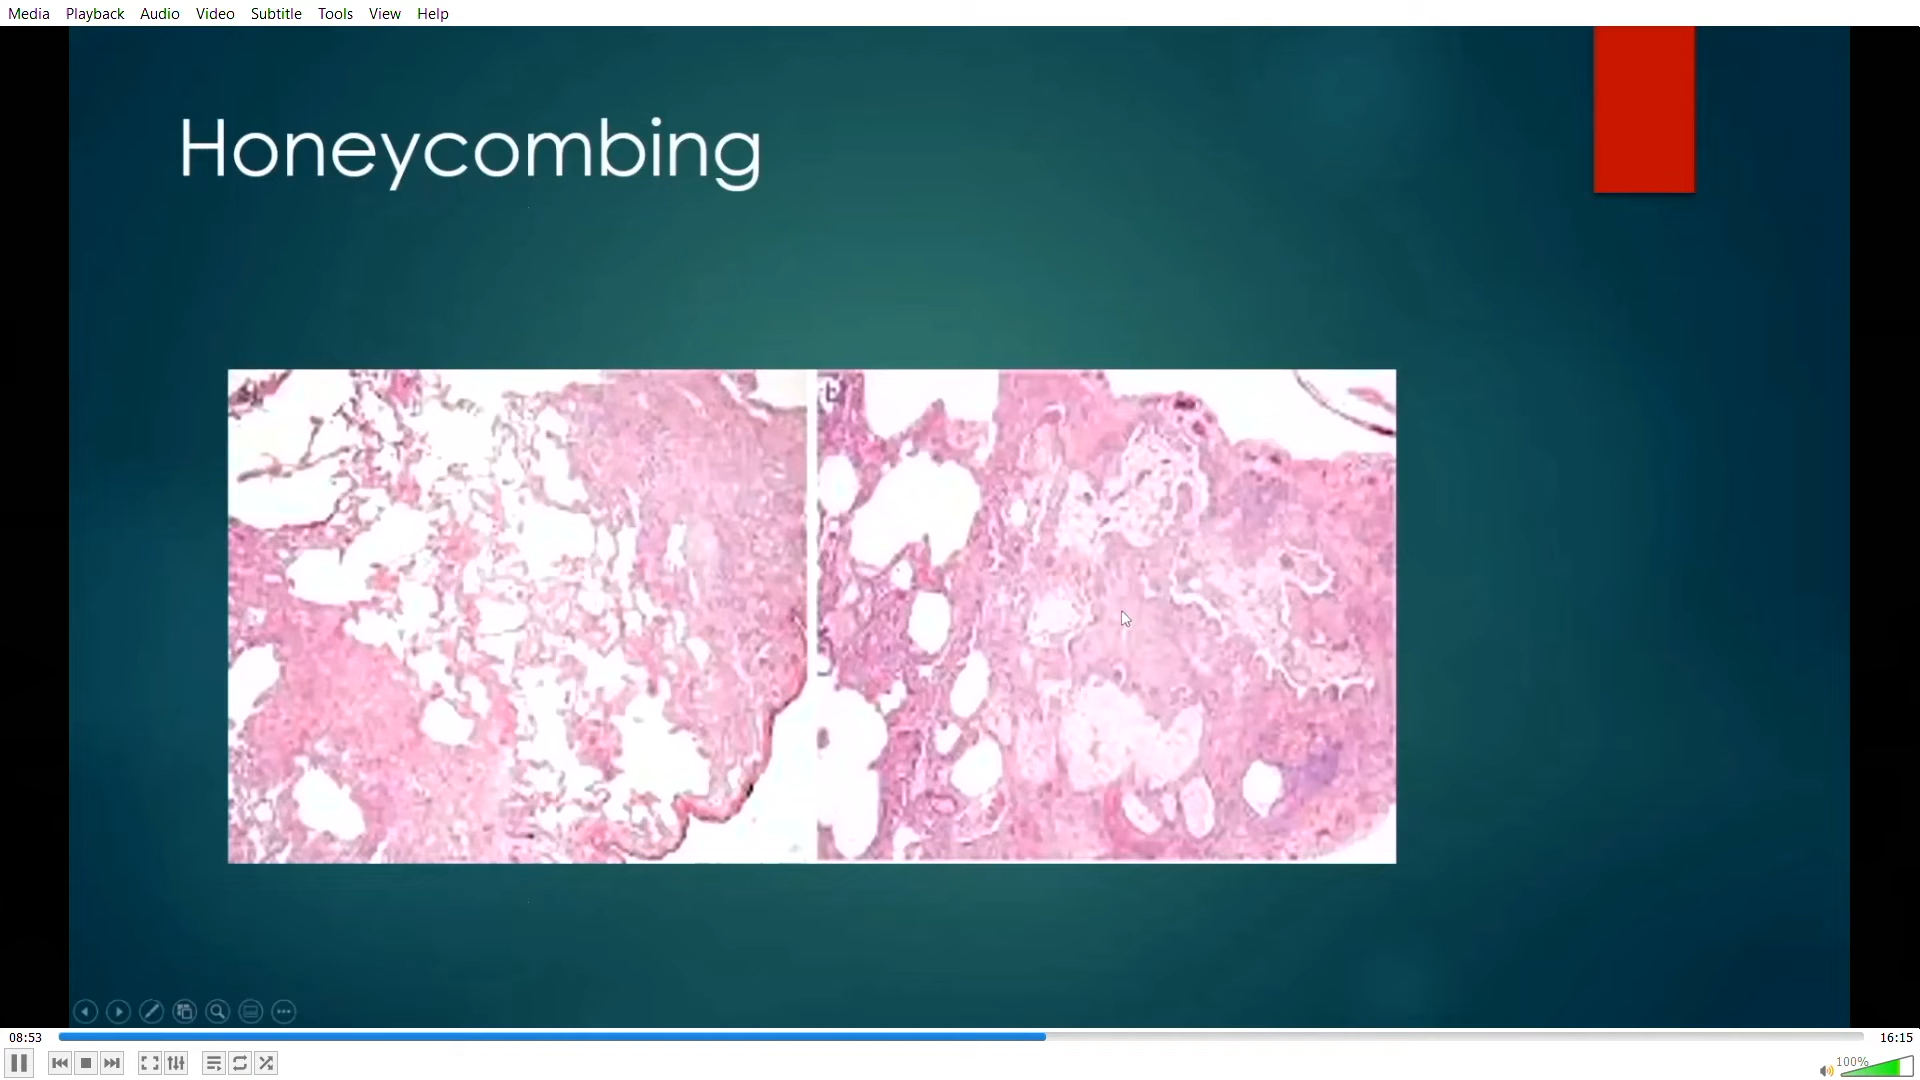 Media Playback Audio Video Subtitle Tools View Help
Honeycombing
b
08:53
16:15
100%